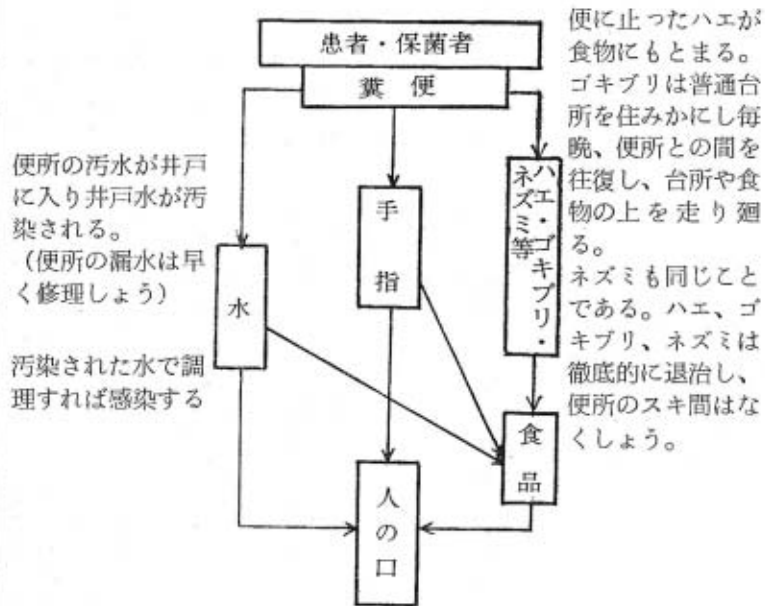 患者・保菌者
糞便
便に止ったハエが
食物にもとまる。
ゴキブリは普通台
所を住みかにし毎
晩、便所との間を
往復し、台所や食
物の上を走り廻
る。
ネズミも同じこと
である。ハエ、ゴ
キブリ、ネズミは
徹底的に退治し、
便所のスキ間はな
くしょう。
便所の汚水が井戸
に入り井戸水が汚
染される。
(便所の漏水は早
く修理しょう)
汚染された水で調
理すれば感染する
水
手指
ハエ・ゴキブリ・
ネズミ等
食品
人の口